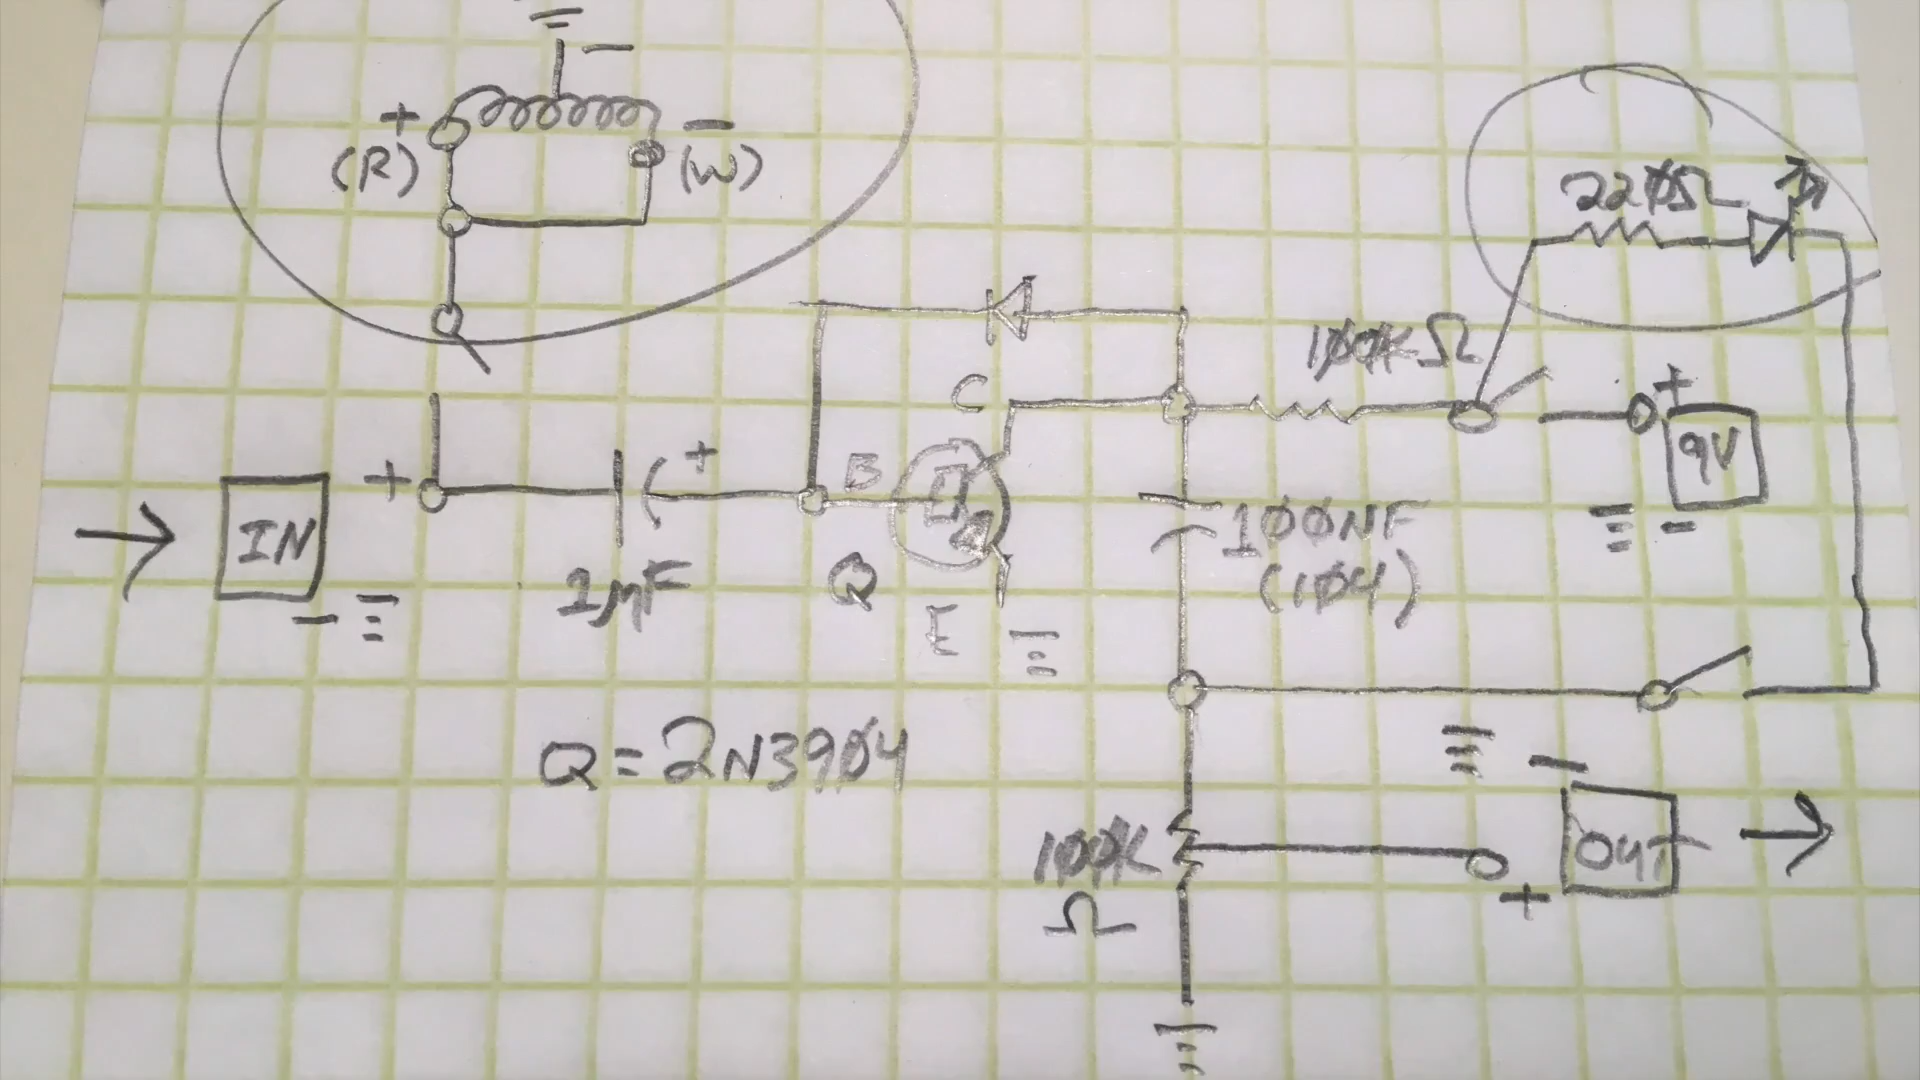 -
+
(R)
-
(W)
220Ω
100KΩ
+
9V
-
C
+
+
B
IN
-
1µF
Q
E
100NF
(104)
Q = 2N3904
-
100K
Ω
OUT
+